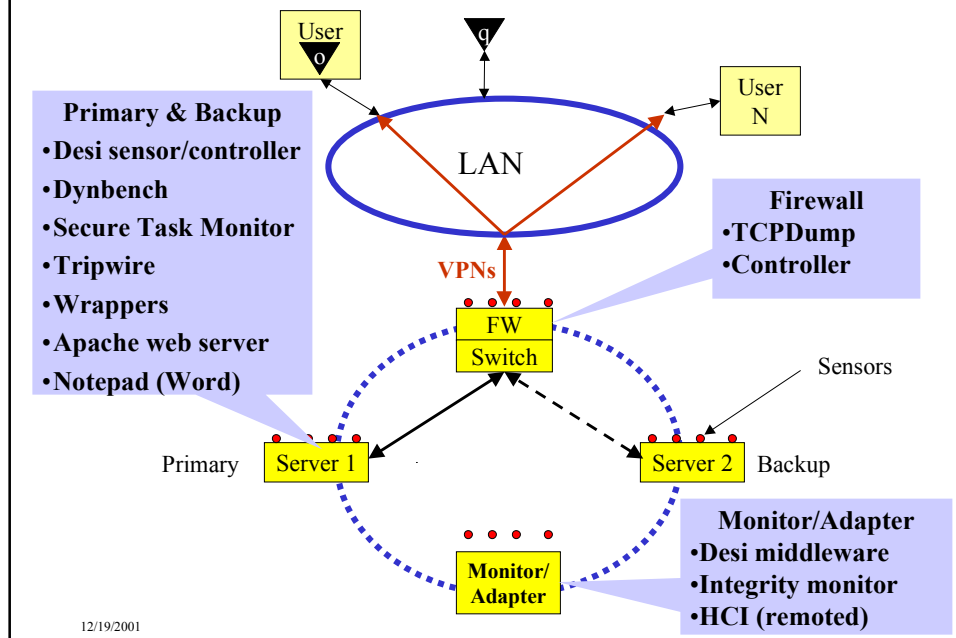 User
o
q
User
N
Primary & Backup
•Desi sensor/controller
•Dynbench
•Secure Task Monitor
•Tripwire
•Wrappers
•Apache web server
•Notepad (Word)
LAN
Firewall
•TCPDump
•Controller
VPNs
FW
Switch
Sensors
Primary
Server 1
Server 2
Backup
Monitor/
Adapter
Monitor/Adapter
•Desi middleware
•Integrity monitor
•HCI (remoted)
12/19/2001